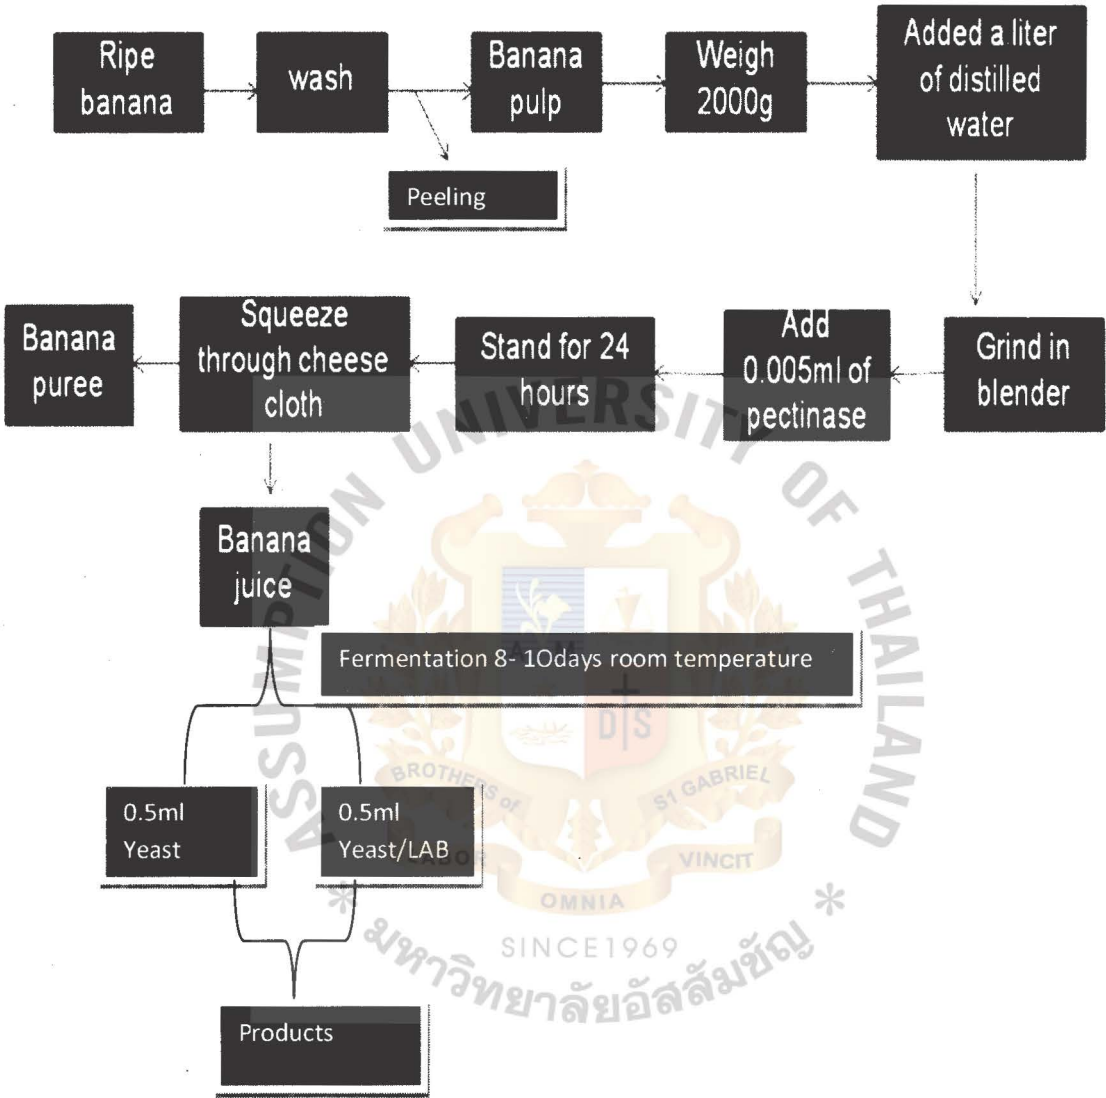 Ripe
banana
wash
Banana
pulp
Weigh
2000g
Added a liter
of distilled
water
Peeling
Banana
puree
Squeeze
through cheese
cloth
Stand for 24
hours
Add
0.005ml of
pectinase
Grind in
blender
Banana
juice
Fermentation 8- 10days room temperature
0.5ml
Yeast
0.5ml
Yeast/LAB
Products
ASSUMPTION UNIVERSITY OF THAILAND
D S
BROTHERS of
S1 GABRIEL
LABOR
VINCIT
OMNIA
SINCE1969
* มหาวิทยาลัยอัสสัมชัญ *